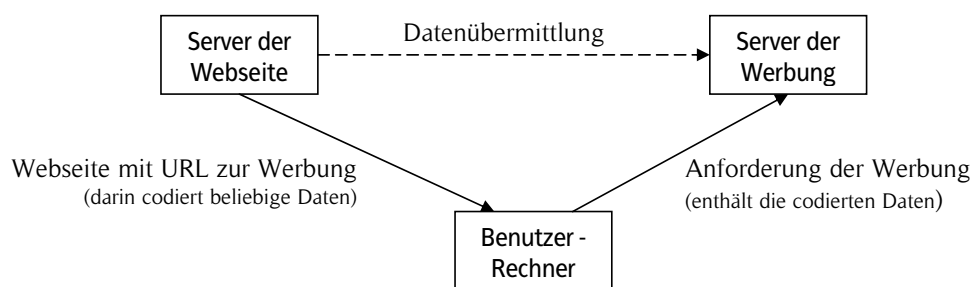 Datenübermittlung
Server der
Webseite
Server der
Werbung
Webseite mit URL zur Werbung
(darin codiert beliebige Daten)
Anforderung der Werbung
(enthält die codierten Daten)
Benutzer -
Rechner